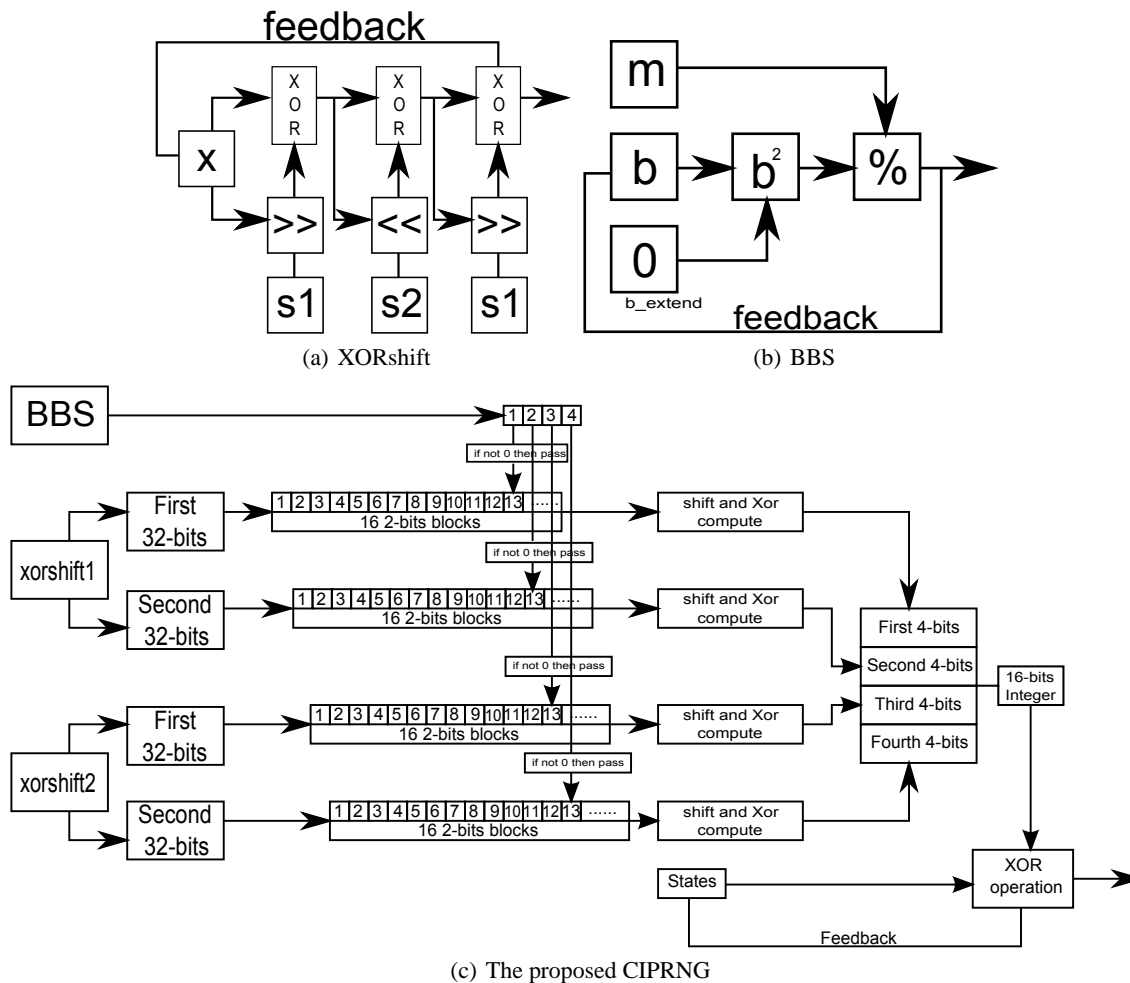 feedback
X
O
R
X
O
R
X
O
R
x
>>
<<
>>
s1
s2
s1
(a) XORshift
m
b
b²
%
0
b_extend
feedback
(b) BBS
BBS
1 2 3 4
if not 0 then pass
First
32-bits
1 2 3 4 5 6 7 8 9 10 11 12 13 ......
16 2-bits blocks
shift and Xor
compute
xorshift1
if not 0 then pass
Second
32-bits
1 2 3 4 5 6 7 8 9 10 11 12 13 ......
16 2-bits blocks
shift and Xor
compute
First 4-bits
Second 4-bits
Third 4-bits
Fourth 4-bits
16-bits
Integer
if not 0 then pass
First
32-bits
1 2 3 4 5 6 7 8 9 10 11 12 13 ......
16 2-bits blocks
shift and Xor
compute
xorshift2
if not 0 then pass
Second
32-bits
1 2 3 4 5 6 7 8 9 10 11 12 13 ......
16 2-bits blocks
shift and Xor
compute
States
XOR
operation
Feedback
(c) The proposed CIPRNG